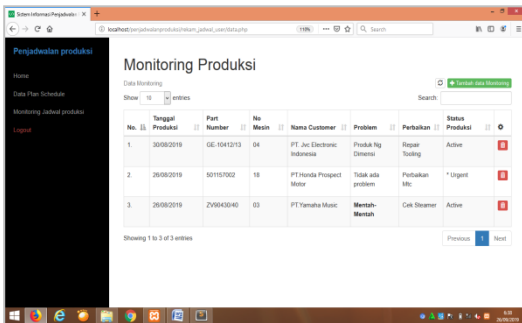 Sistem Informasi Penjadwalan
localhost/penjadwalanproduksi/rekam_jadwal_user/data.php
110%
Search
Penjadwalan produksi
Home
Data Plan Schedule
Monitoring Jadwal produksi
Logout
Monitoring Produksi
Data Monitoring
Tambah data Monitoring
Show 10 entries
Search:
No. Tanggal Produksi Part Number No Mesin Nama Customer Problem Perbaikan Status Produksi
1. 30/08/2019 GE-10412/13 04 PT. Jvc Electronic Indonesia Produk Ng Dimensi Repair Tooling Active
2. 26/08/2019 501157002 18 PT.Honda Prospect Motor Tidak ada problem Perbaikan Mtc * Urgent
3. 26/08/2019 ZV90430/40 03 PT.Yamaha Music Mentah-Mentah Cek Steamer Active
Showing 1 to 3 of 3 entries
Previous 1 Next
26/08/2019